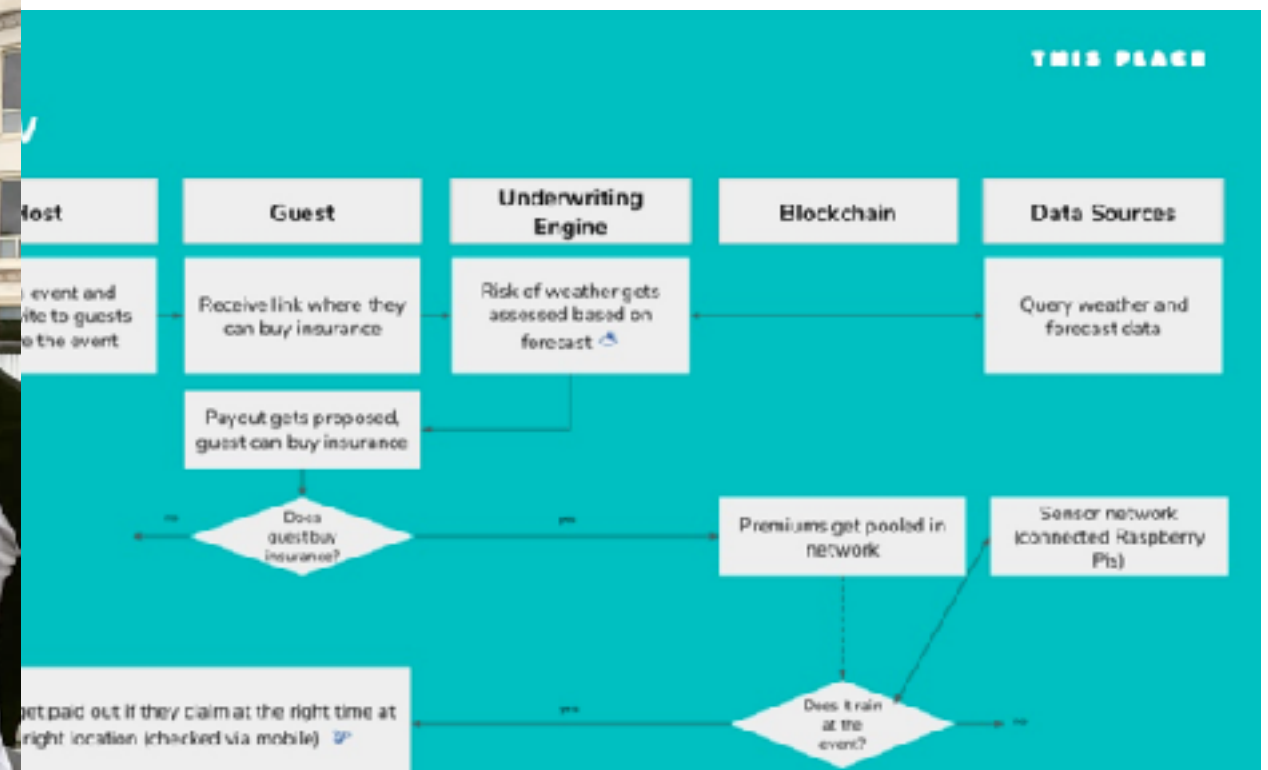 THIS PLACE
Host
Guest
Underwriting
Engine
Blockchain
Data Sources
event and
ite to guests
the event
Receive link where they
can buy insurance
Risk of weather gets
assessed based on
forecast
Query weather and
forecast data
Payout gets proposed,
guest can buy insurance
no
Does
guest buy
insurance?
yes
Premiums get pooled in
network
Sensor network
(connected Raspberry
Pis)
get paid out if they claim at the right time at
right location (checked via mobile)
yes
Does it rain
at the
event?
no